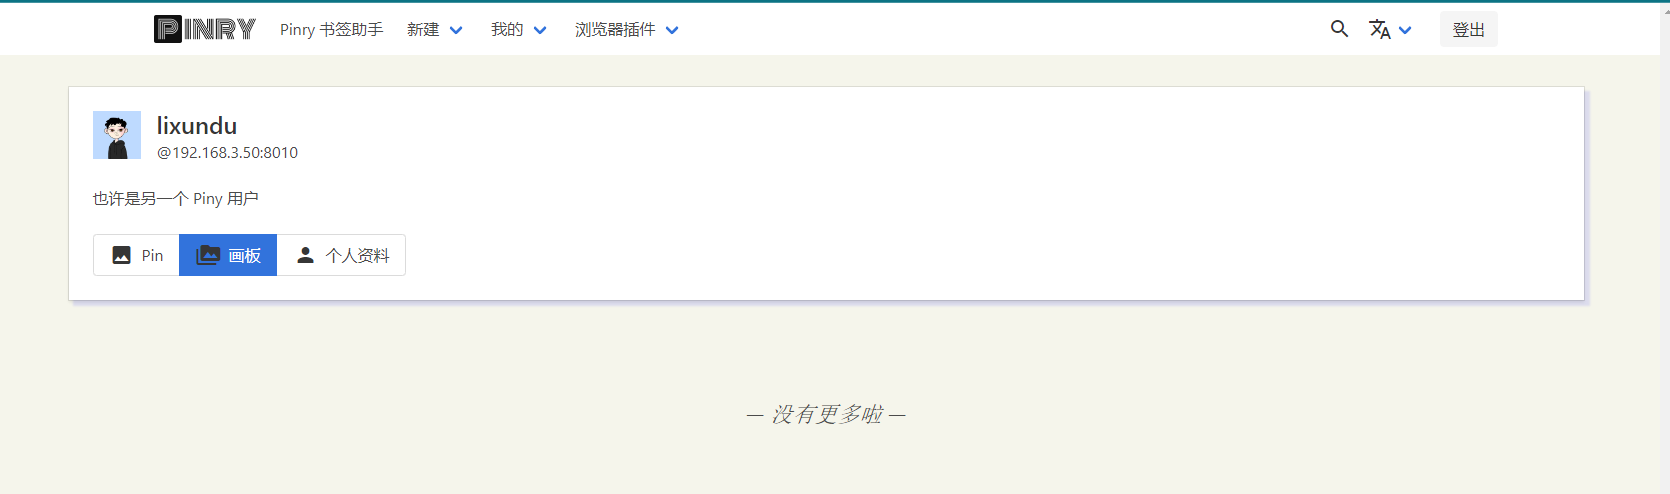 PINRY Pinry 书签助手 新建 我的 浏览器插件 登出
lixundu
@192.168.3.50:8010
也许是另一个 Piny 用户
Pin 画板 个人资料
— 没有更多啦 —